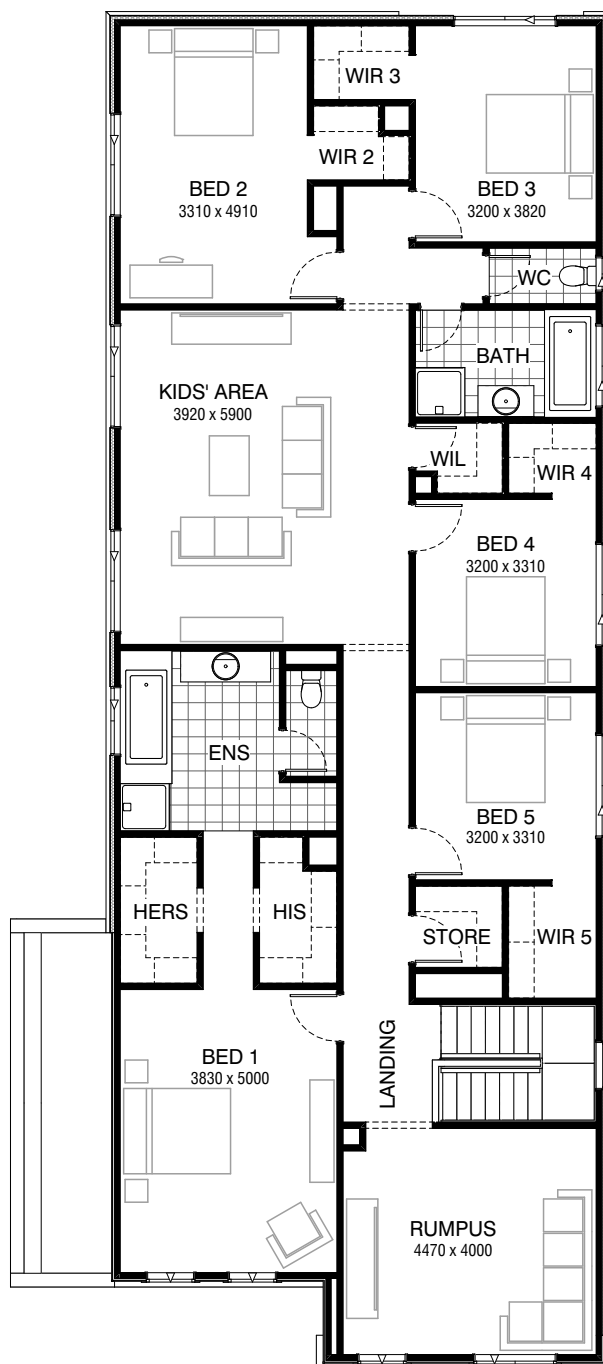 WIR 3
WIR 2
BED 2
3310 x 4910
BED 3
3200 x 3820
WC
BATH
KIDS' AREA
3920 x 5900
WIL
WIR 4
BED 4
3200 x 3310
ENS
BED 5
3200 x 3310
HERS
HIS
STORE
WIR 5
BED 1
3830 x 5000
LANDING
RUMPUS
4470 x 4000